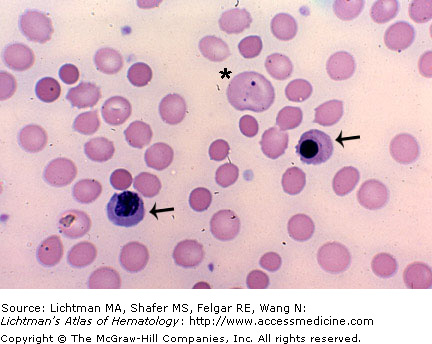 *
Source: Lichtman MA, Shafer MS, Felgar RE, Wang N:
Lichtman's Atlas of Hematology: http://www.accessmedicine.com
Copyright © The McGraw-Hill Companies, Inc. All rights reserved.